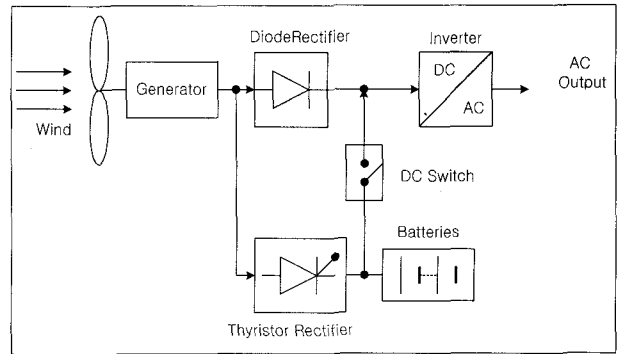 DiodeRectifier
Inverter
DC
AC
AC
Output
Generator
Wind
DC Switch
Batteries
Thyristor Rectifier